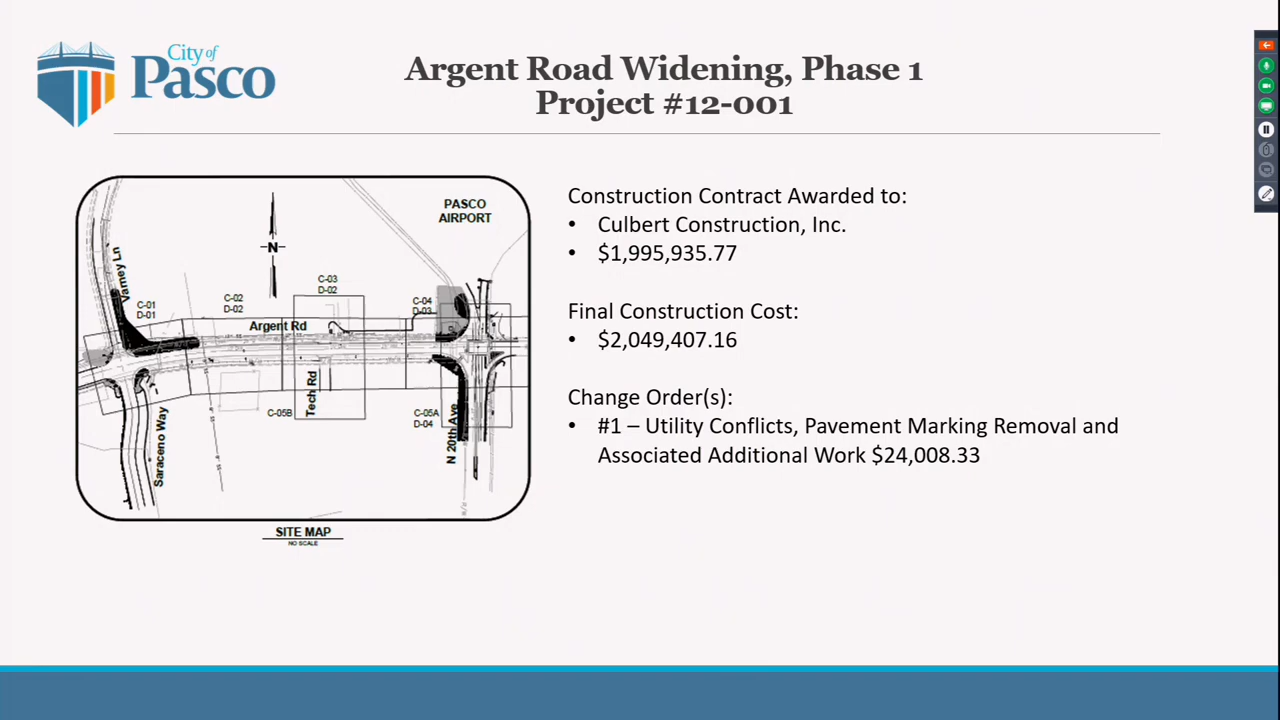 City of
Pasco
Argent Road Widening, Phase 1
Project #12-001
PASCO
AIRPORT
N
Varney Ln
C-01
D-01
C-02
D-02
C-03
D-02
C-04
D-03
Argent Rd
Tech Rd
C-05B
C-05A
D-04
N 20th Ave
Saraceno Way
SITE MAP
NO SCALE
Construction Contract Awarded to:
• Culbert Construction, Inc.
• $1,995,935.77
Final Construction Cost:
• $2,049,407.16
Change Order(s):
• #1 – Utility Conflicts, Pavement Marking Removal and
Associated Additional Work $24,008.33